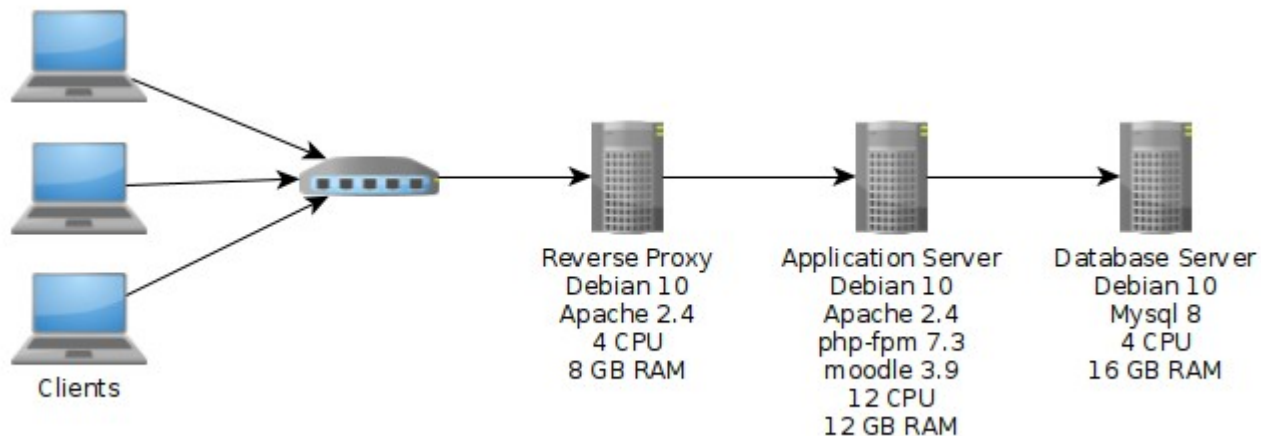 Clients
Reverse Proxy
Debian 10
Apache 2.4
4 CPU
8 GB RAM
Application Server
Debian 10
Apache 2.4
php-fpm 7.3
moodle 3.9
12 CPU
12 GB RAM
Database Server
Debian 10
Mysql 8
4 CPU
16 GB RAM